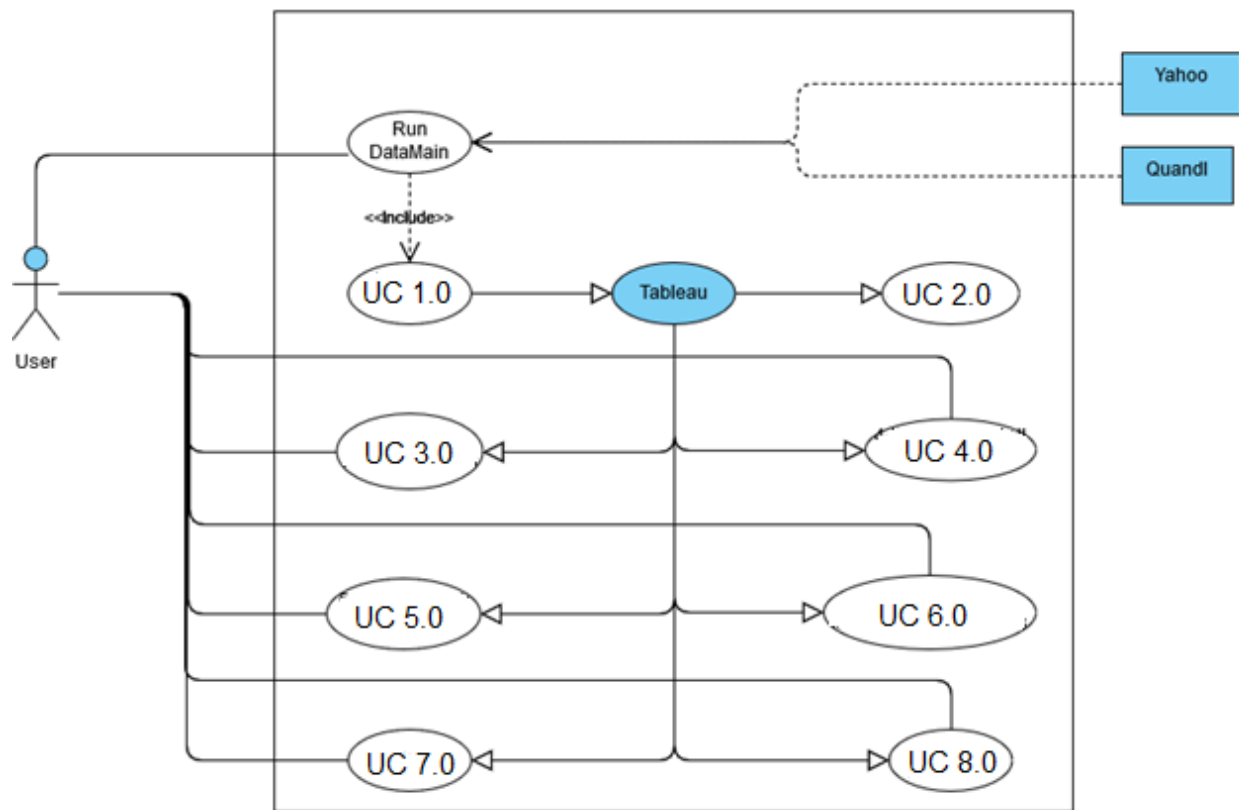 Yahoo
Run
DataMain
Quandl
<<Include>>
UC 1.0
Tableau
UC 2.0
User
UC 3.0
UC 4.0
UC 5.0
UC 6.0
UC 7.0
UC 8.0